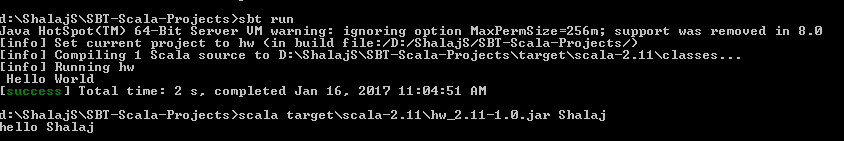 d:\ShalajS\SBT-Scala-Projects>sbt run
Java HotSpot(TM) 64-Bit Server VM warning: ignoring option MaxPermSize=256m; support was removed in 8.0
[info] Set current project to hw (in build file:/D:/ShalajS/SBT-Scala-Projects/)
[info] Compiling 1 Scala source to D:\ShalajS\SBT-Scala-Projects\target\scala-2.11\classes...
[info] Running hw
 Hello World
[success] Total time: 2 s, completed Jan 16, 2017 11:04:51 AM
d:\ShalajS\SBT-Scala-Projects>scala target\scala-2.11\hw_2.11-1.0.jar Shalaj
hello Shalaj